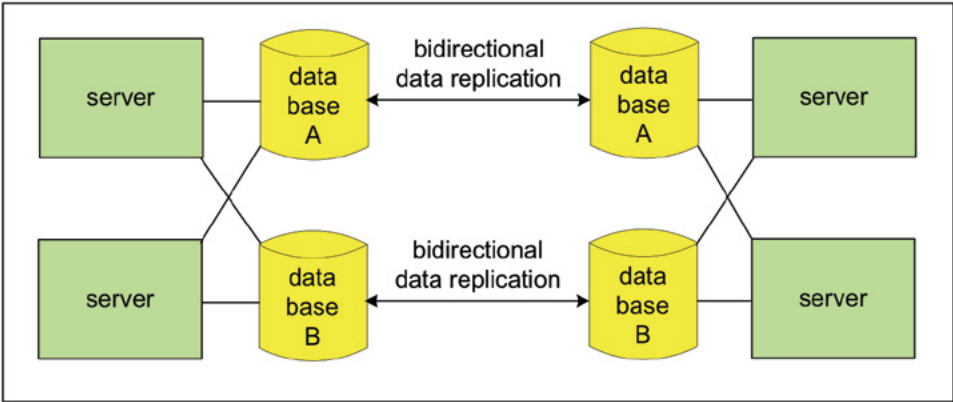 server
data
base
A
bidirectional
data replication
data
base
A
server
server
data
base
B
bidirectional
data replication
data
base
B
server